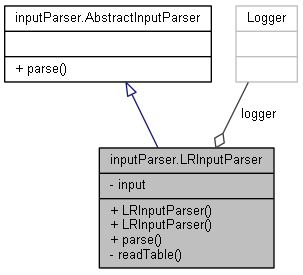 inputParser.AbstractInputParser
Logger
+ parse()
logger
inputParser.LRInputParser
- input
+ LRInputParser()
+ LRInputParser()
+ parse()
- readTable()